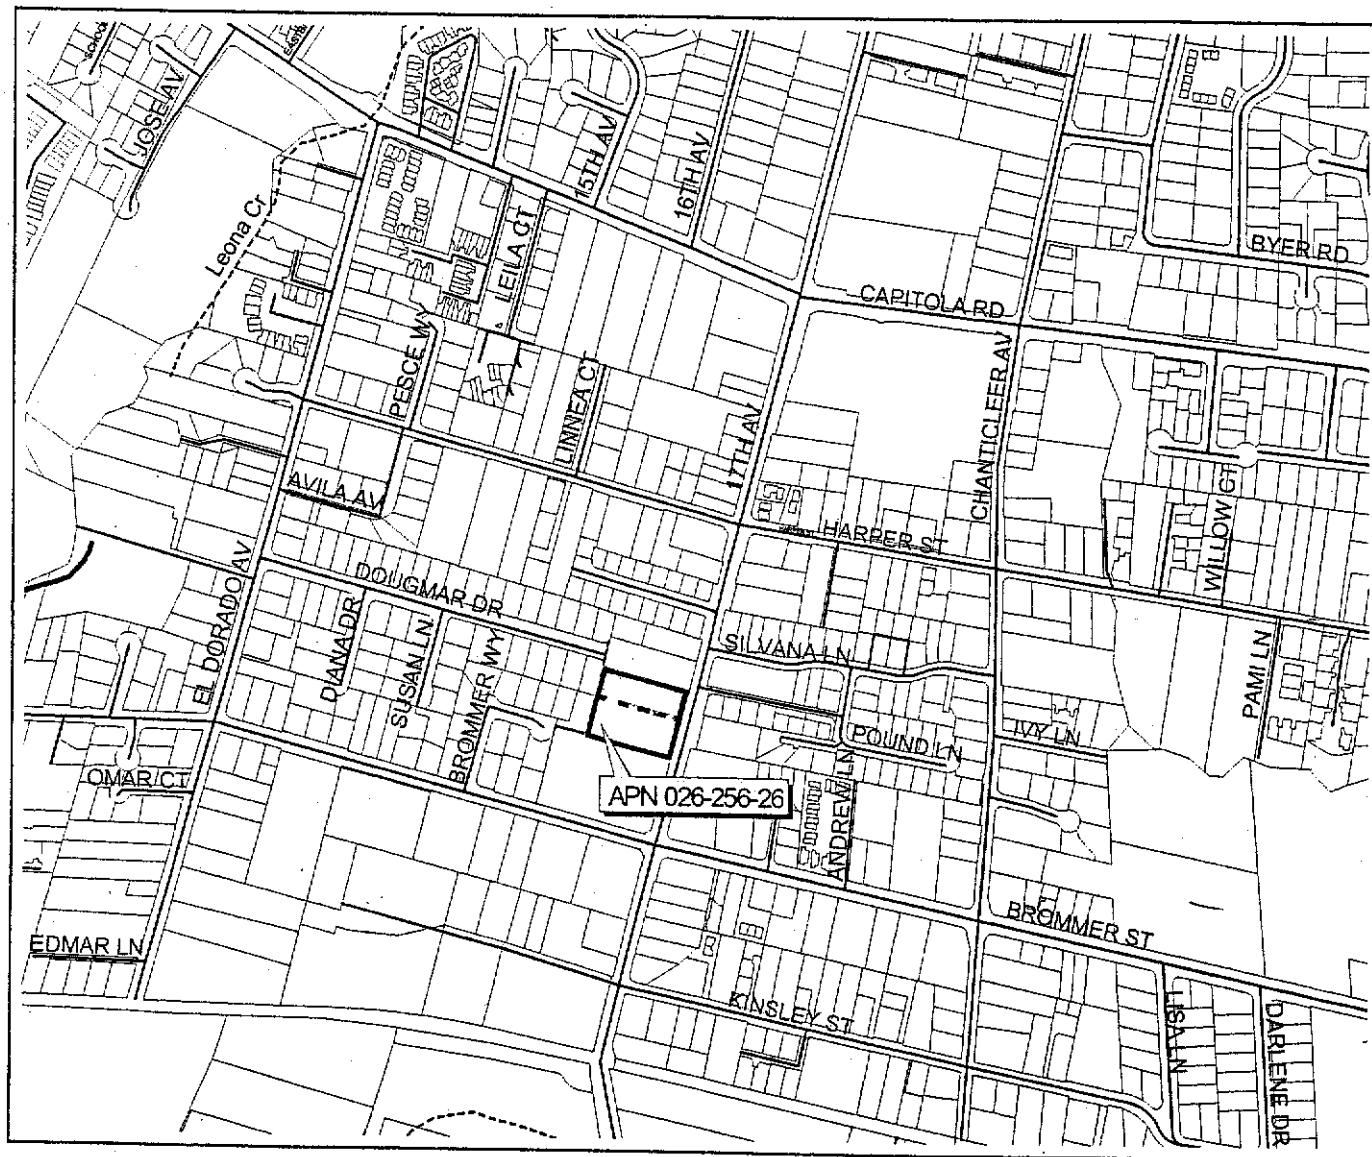 SCHOOL
JOSE AV
Leona Cr
15TH AV
16TH AV
LEILA CT
PESCE WY
LINNEA CT
17TH AV
CAPITOLA RD
BYER RD
CHANTICLEER AV
WILLOW CT
AVILA AV
HARPER ST
EL DORADO AV
DOUGMAR DR
DIANA DR
SUSAN LN
BROMMER WY
SILVANA LN
PAMI LN
POUND LN
IVY LN
ANDREW LN
APN 026-256-26
OMAR CT
BROMMER ST
EDMAR LN
KINSLEY ST
LISA LN
DARLENE DR